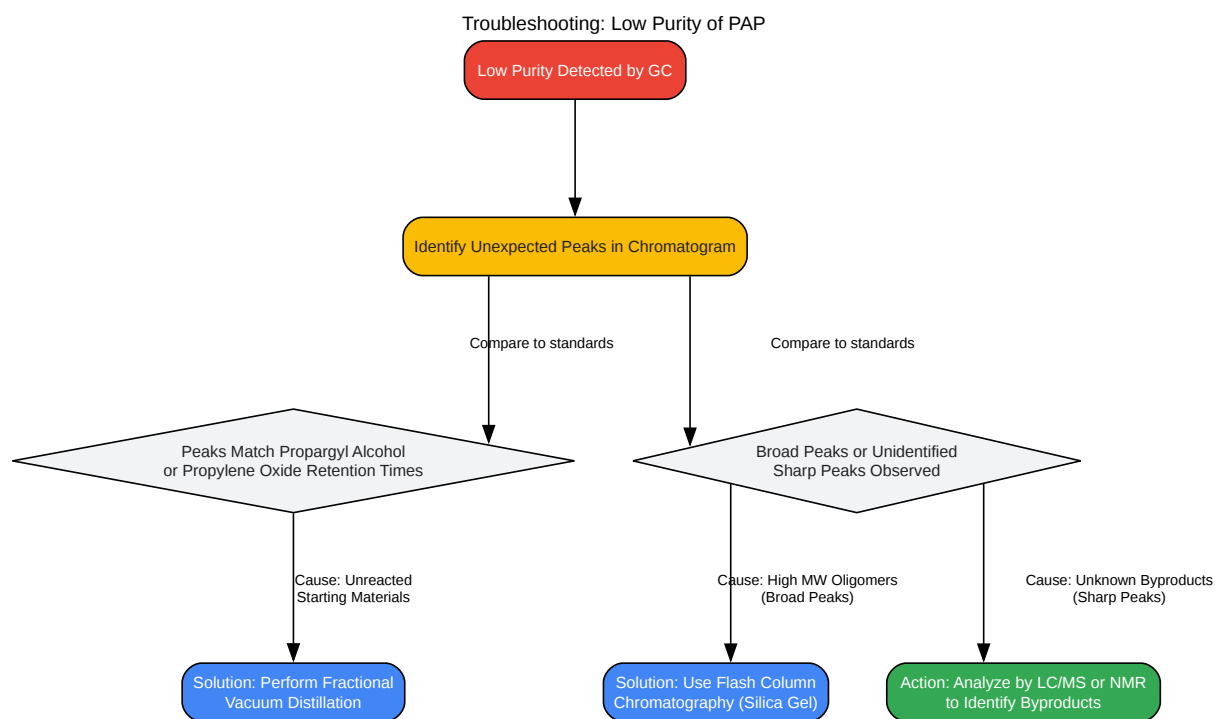 Troubleshooting: Low Purity of PAP
Low Purity Detected by GC
Identify Unexpected Peaks in Chromatogram
Compare to standards
Compare to standards
Peaks Match Propargyl Alcohol
or Propylene Oxide Retention Times
Broad Peaks or Unidentified
Sharp Peaks Observed
Cause: Unreacted
Starting Materials
Cause: High MW Oligomers
(Broad Peaks)
Cause: Unknown Byproducts
(Sharp Peaks)
Solution: Perform Fractional
Vacuum Distillation
Solution: Use Flash Column
Chromatography (Silica Gel)
Action: Analyze by LC/MS or NMR
to Identify Byproducts